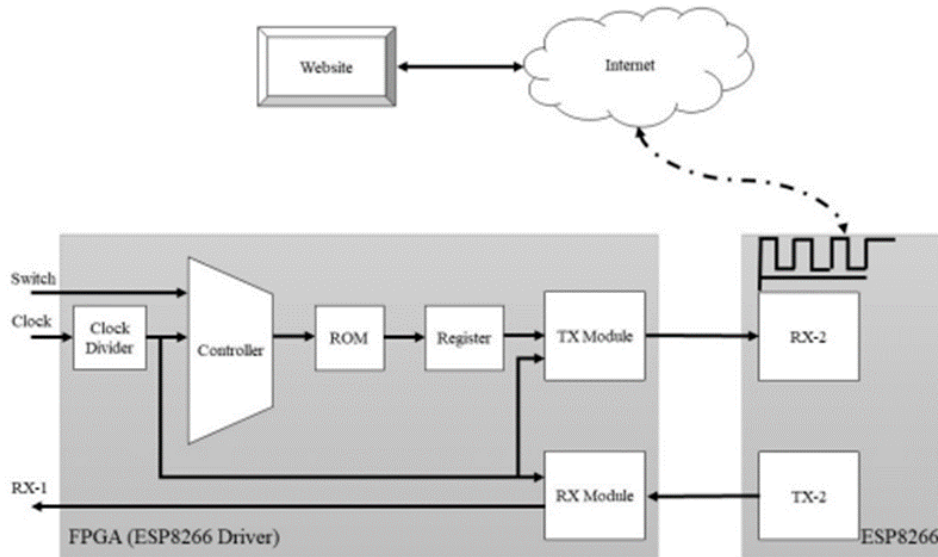 Website
Internet
Switch
Clock
Clock
Divider
Controller
ROM
Register
TX Module
RX-2
RX-1
RX Module
TX-2
FPGA (ESP8266 Driver)
ESP8266